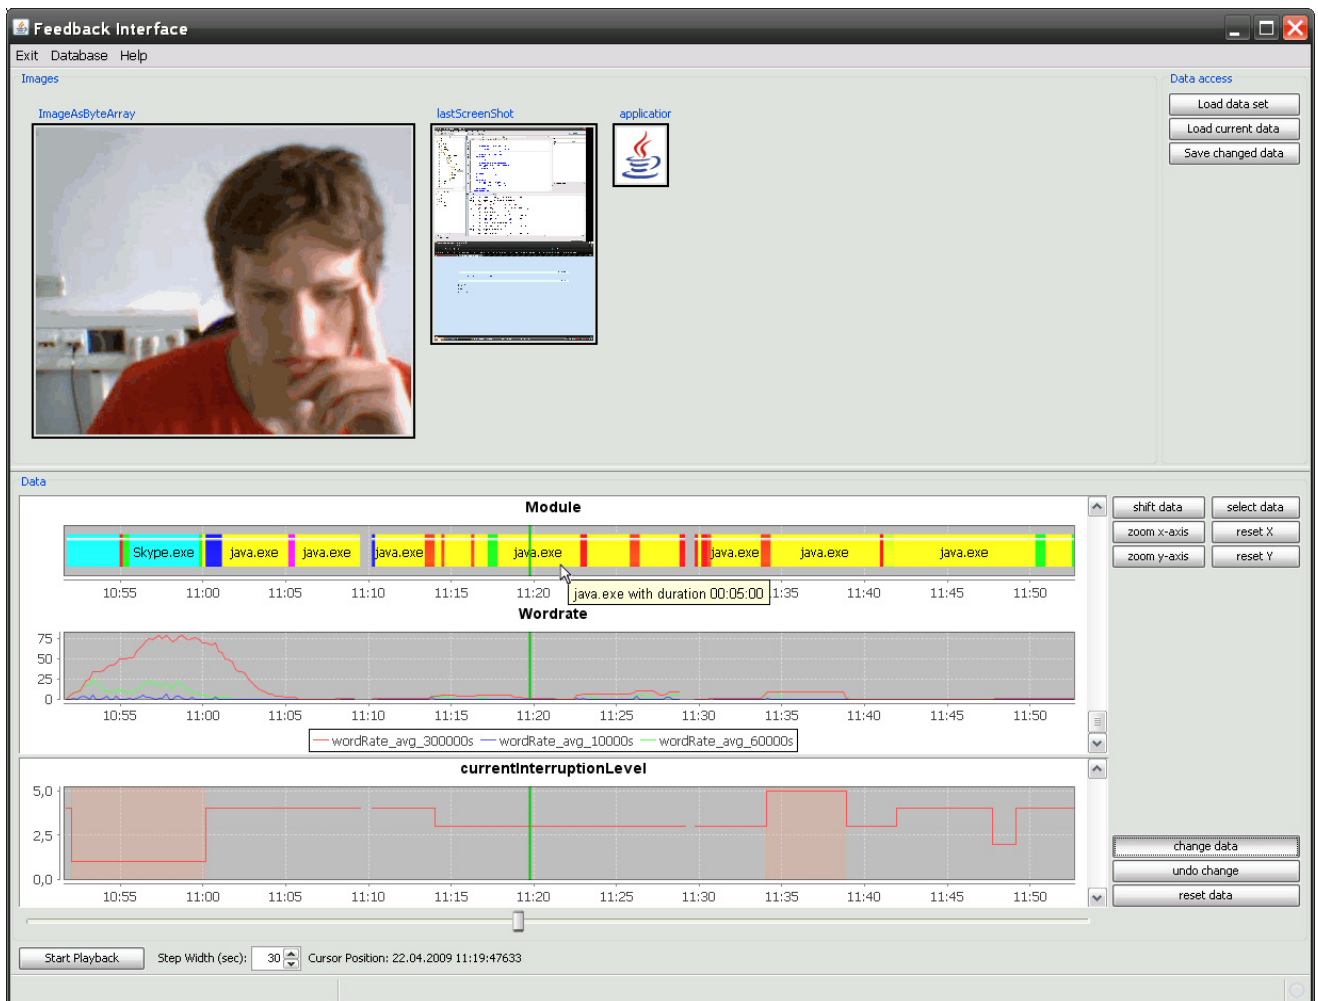 Feedback Interface
Exit Database Help
Images
Data access
ImageAsByteArray
lastScreenShot
applicatior
Load data set
Load current data
Save changed data
Data
Module
Skype.exe java.exe java.exe java.exe java.exe java.exe java.exe java.exe
10:55 11:00 11:05 11:10 11:15 11:20 1:35 11:40 11:45 11:50
java.exe with duration 00:05:00
shift data select data
zoom x-axis reset X
zoom y-axis reset Y
Wordrate
75
50
25
0
10:55 11:00 11:05 11:10 11:15 11:20 11:25 11:30 11:35 11:40 11:45 11:50
wordRate_avg_300000s wordRate_avg_10000s wordRate_avg_60000s
currentInterruptionLevel
5,0
2,5
0,0
10:55 11:00 11:05 11:10 11:15 11:20 11:25 11:30 11:35 11:40 11:45 11:50
change data
undo change
reset data
Start Playback Step Width (sec): 30 Cursor Position: 22.04.2009 11:19:47633